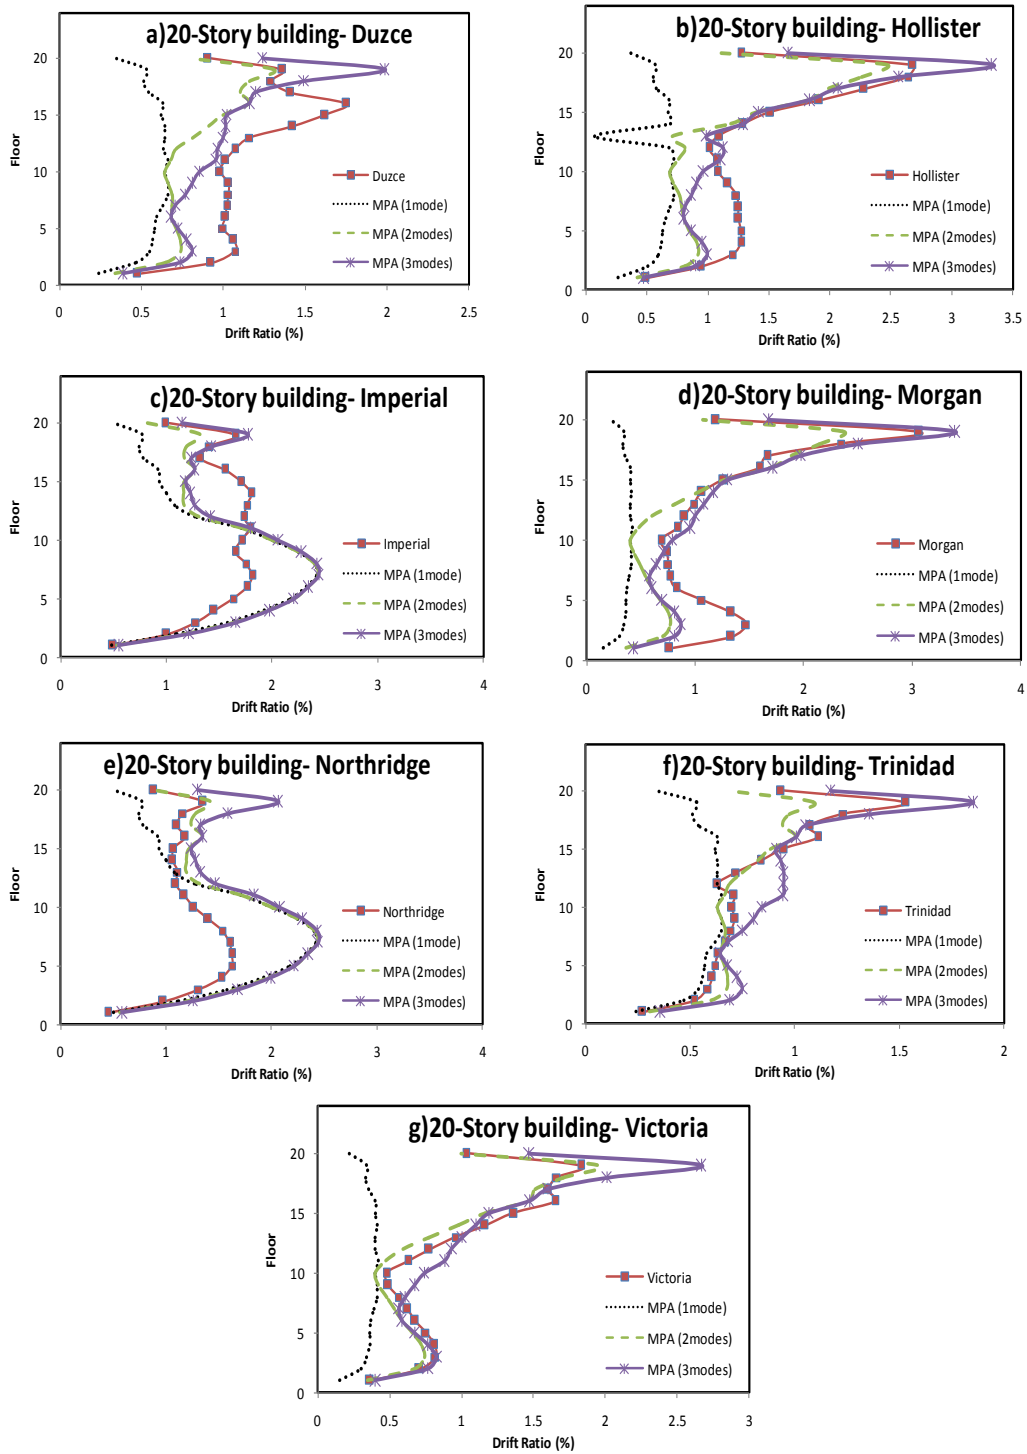 a)20-Story building- Duzce
20
15
10
5
0
Floor
Duzce
MPA (1mode)
MPA (2modes)
MPA (3modes)
0 0.5 1 1.5 2 2.5
Drift Ratio (%)
b)20-Story building- Hollister
20
15
10
5
0
Floor
Hollister
MPA (1mode)
MPA (2modes)
MPA (3modes)
0 0.5 1 1.5 2 2.5 3 3.5
Drift Ratio (%)
c)20-Story building- Imperial
20
15
10
5
0
Floor
Imperial
MPA (1mode)
MPA (2modes)
MPA (3modes)
0 1 2 3 4
Drift Ratio (%)
d)20-Story building- Morgan
20
15
10
5
0
Floor
Morgan
MPA (1mode)
MPA (2modes)
MPA (3modes)
0 1 2 3 4
Drift Ratio (%)
e)20-Story building- Northridge
20
15
10
5
0
Floor
Northridge
MPA (1mode)
MPA (2modes)
MPA (3modes)
0 1 2 3 4
Drift Ratio (%)
f)20-Story building- Trinidad
20
15
10
5
0
Floor
Trinidad
MPA (1mode)
MPA (2modes)
MPA (3modes)
0 0.5 1 1.5 2
Drift Ratio (%)
g)20-Story building- Victoria
20
15
10
5
0
Floor
Victoria
MPA (1mode)
MPA (2modes)
MPA (3modes)
0 0.5 1 1.5 2 2.5 3
Drift Ratio (%)